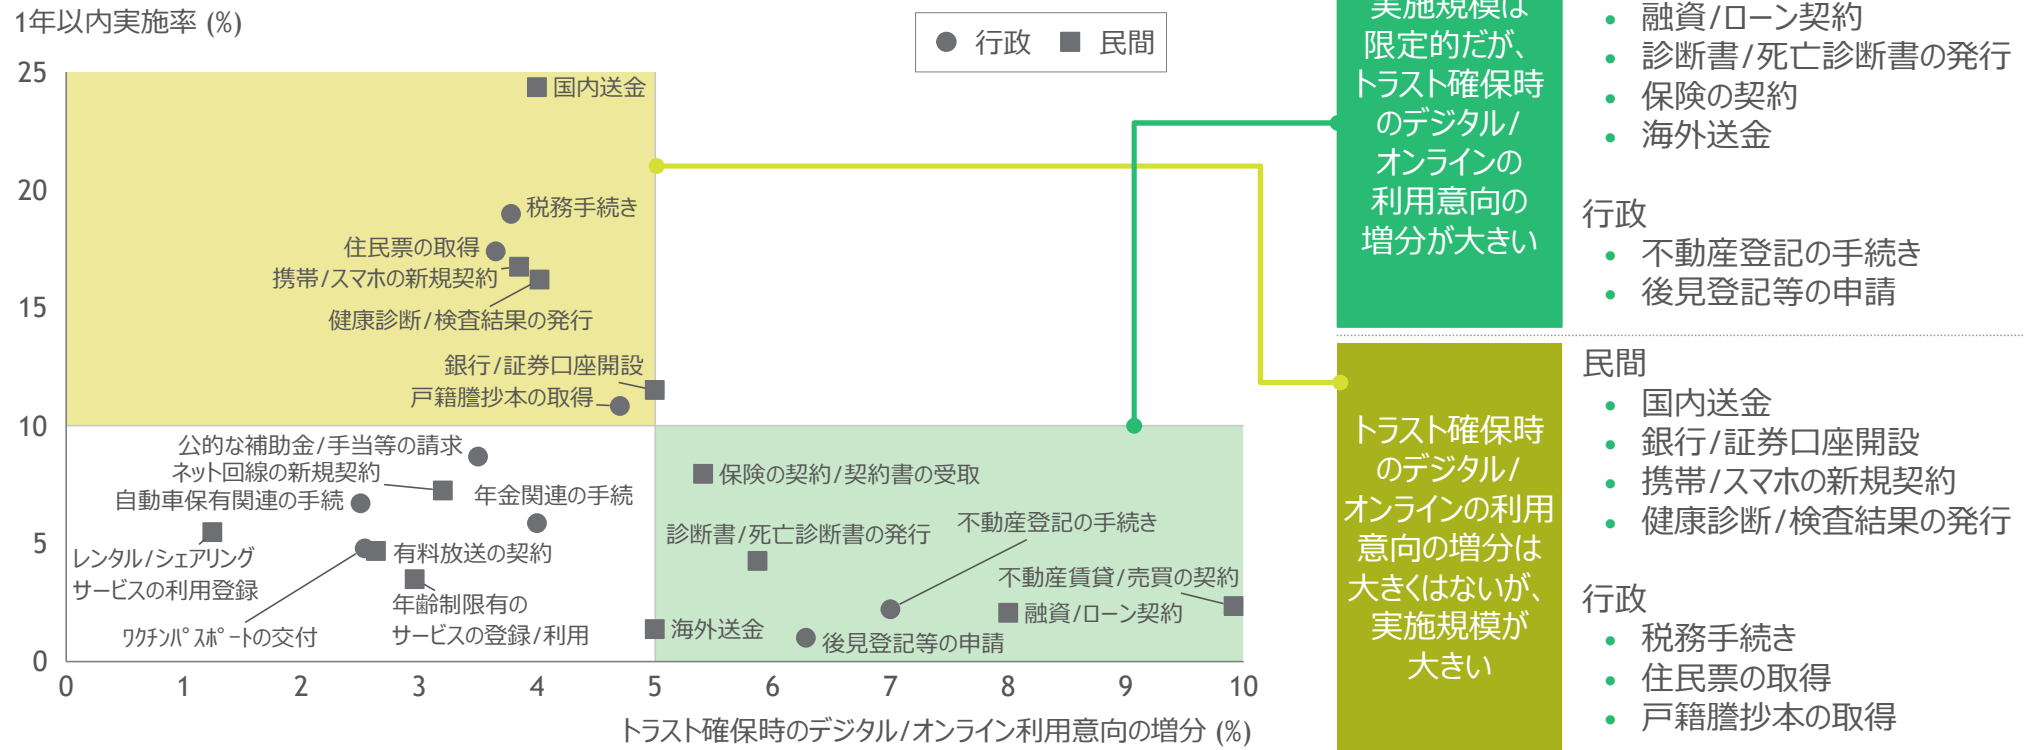 1年以内実施率 (%)
● 行政 ■ 民間
25
20
15
10
5
0
0 1 2 3 4 5 6 7 8 9 10
トラスト確保時のデジタル/オンライン利用意向の増分 (%)
国内送金
税務手続き
住民票の取得
携帯/スマホの新規契約
健康診断/検査結果の発行
銀行/証券口座開設
戸籍謄抄本の取得
公的な補助金/手当等の請求
ネット回線の新規契約
自動車保有関連の手続
年金関連の手続
レンタル/シェアリング
サービスの利用登録
有料放送の契約
ワクチンパスポートの交付
年齢制限有の
サービスの登録/利用
保険の契約/契約書の受取
診断書/死亡診断書の発行
不動産登記の手続き
不動産賃貸/売買の契約
融資/ローン契約
海外送金
後見登記等の申請
実施規模は
限定的だが、
トラスト確保時
のデジタル/
オンラインの
利用意向の
増分が大きい
• 融資/ローン契約
• 診断書/死亡診断書の発行
• 保険の契約
• 海外送金
行政
• 不動産登記の手続き
• 後見登記等の申請
トラスト確保時
のデジタル/
オンラインの利用
意向の増分は
大きくはないが、
実施規模が
大きい
民間
• 国内送金
• 銀行/証券口座開設
• 携帯/スマホの新規契約
• 健康診断/検査結果の発行
行政
• 税務手続き
• 住民票の取得
• 戸籍謄抄本の取得